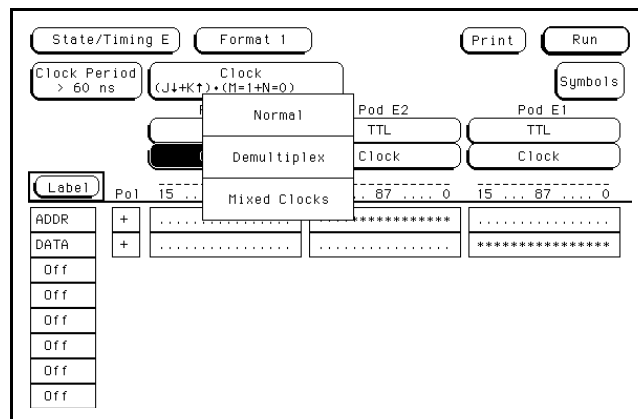 State/Timing E Format 1 Print Run
Clock Period
> 60 ns
Clock
(J↓+K↑)•(M=1+N=0)
Symbols
Pod E2 Pod E1
TTL TTL
Clock Clock
Normal
Demultiplex
Mixed Clocks
Label Pol 15 .. .. 87 .... 0 15 ... 87 .... 0
ADDR + ................ ..************** ................
DATA + ................ ................ ****************
Off
Off
Off
Off
Off
Off